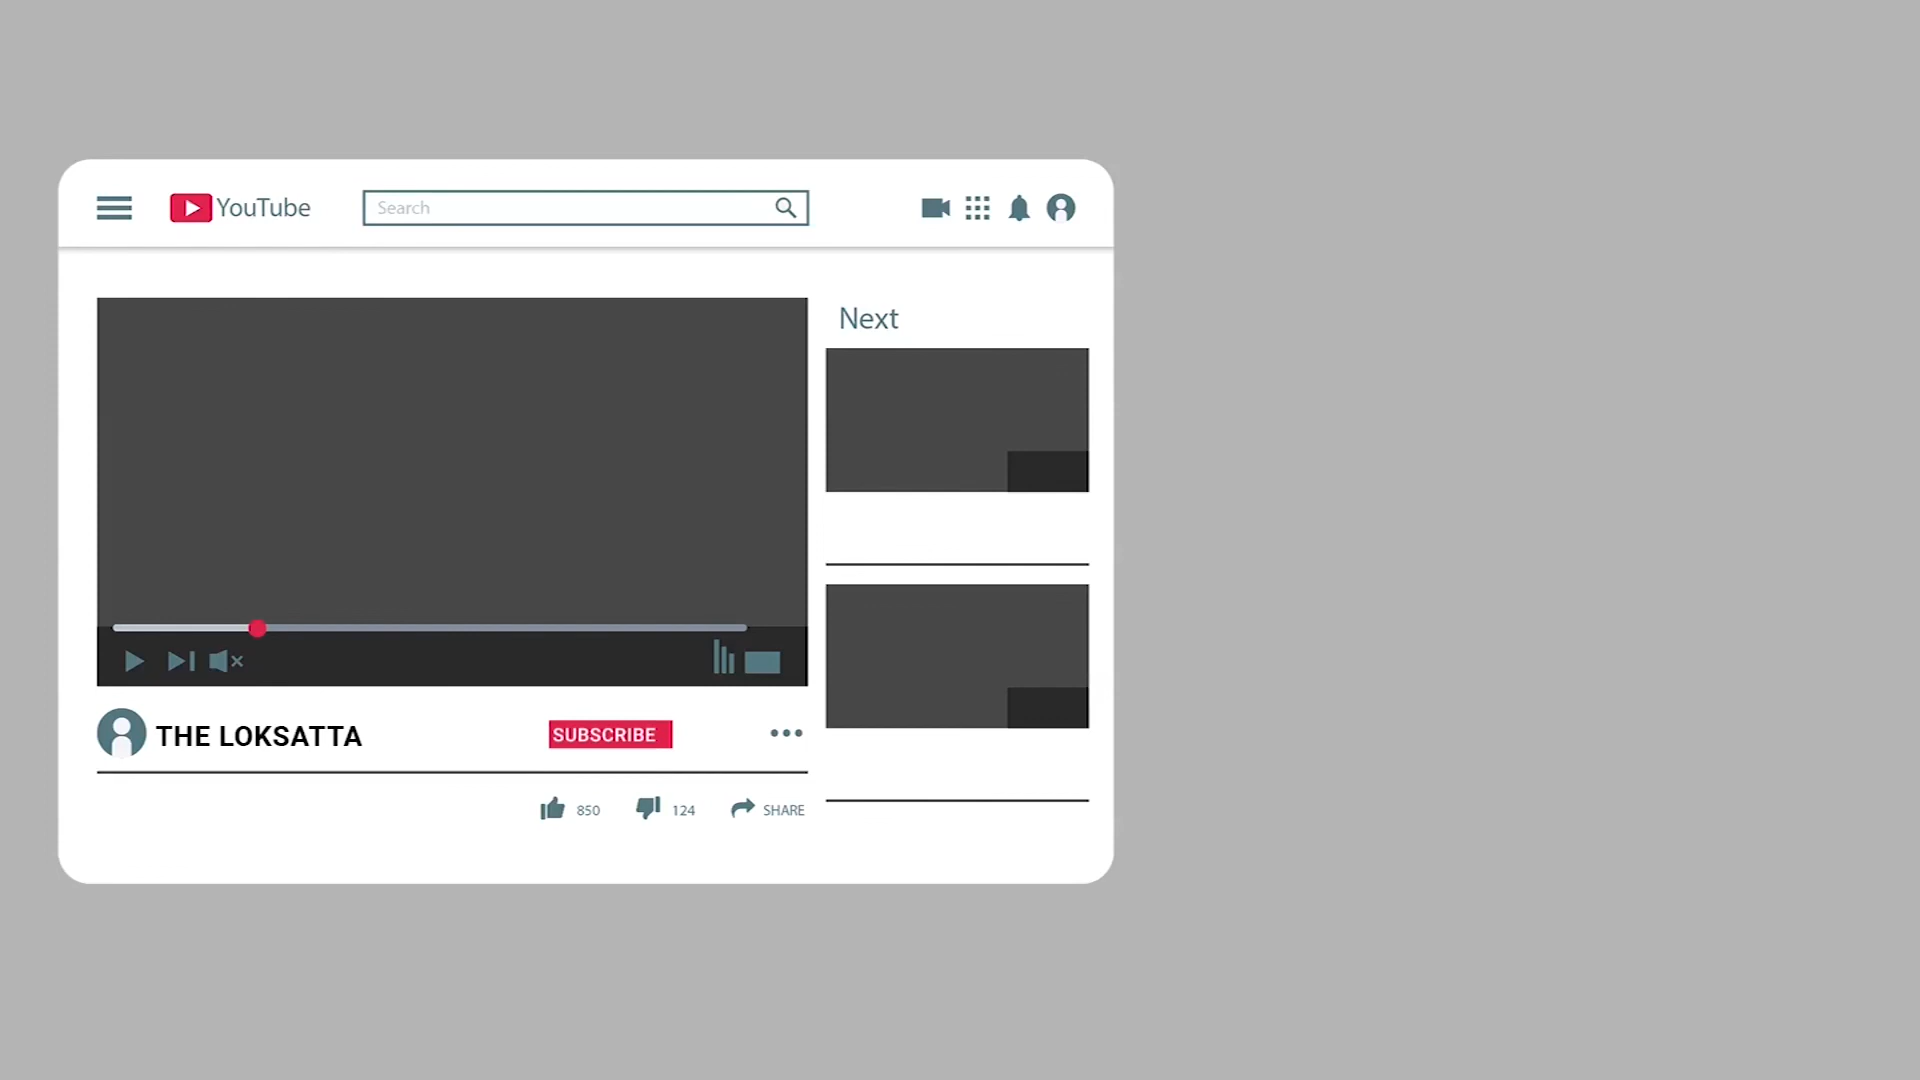 YouTube
Search
Next
THE LOKSATTA
SUBSCRIBE
850
124
SHARE